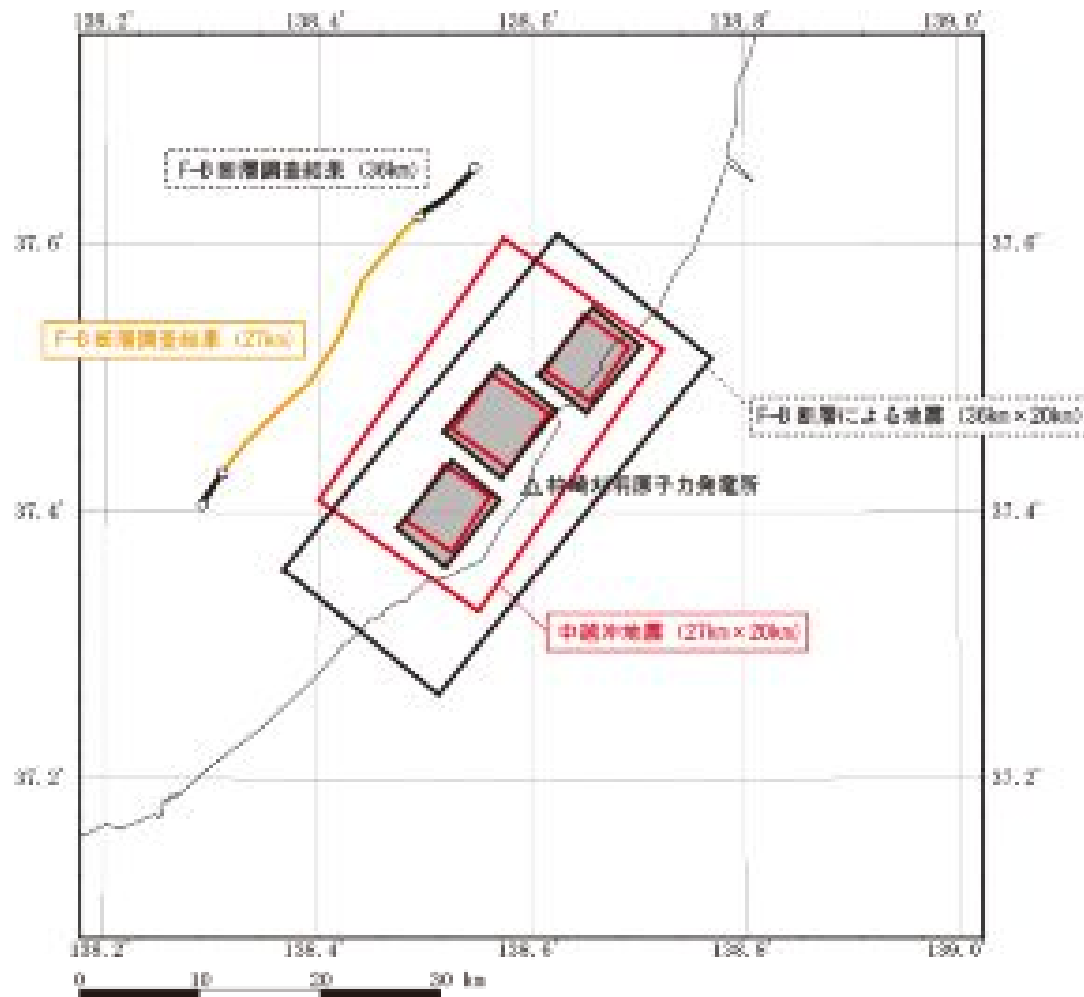 138.2° 138.4° 138.6° 138.8° 139.0°
F-B断層調査結果（36km）
37.6° 37.6°
F-B断層調査結果（27km）
F-B断層による地震（36km×20km）
柏崎刈羽原子力発電所
37.4° 37.4°
中越沖地震（27km×20km）
37.2° 37.2°
138.2° 138.4° 138.6° 138.8° 139.0°
0 10 20 30 km